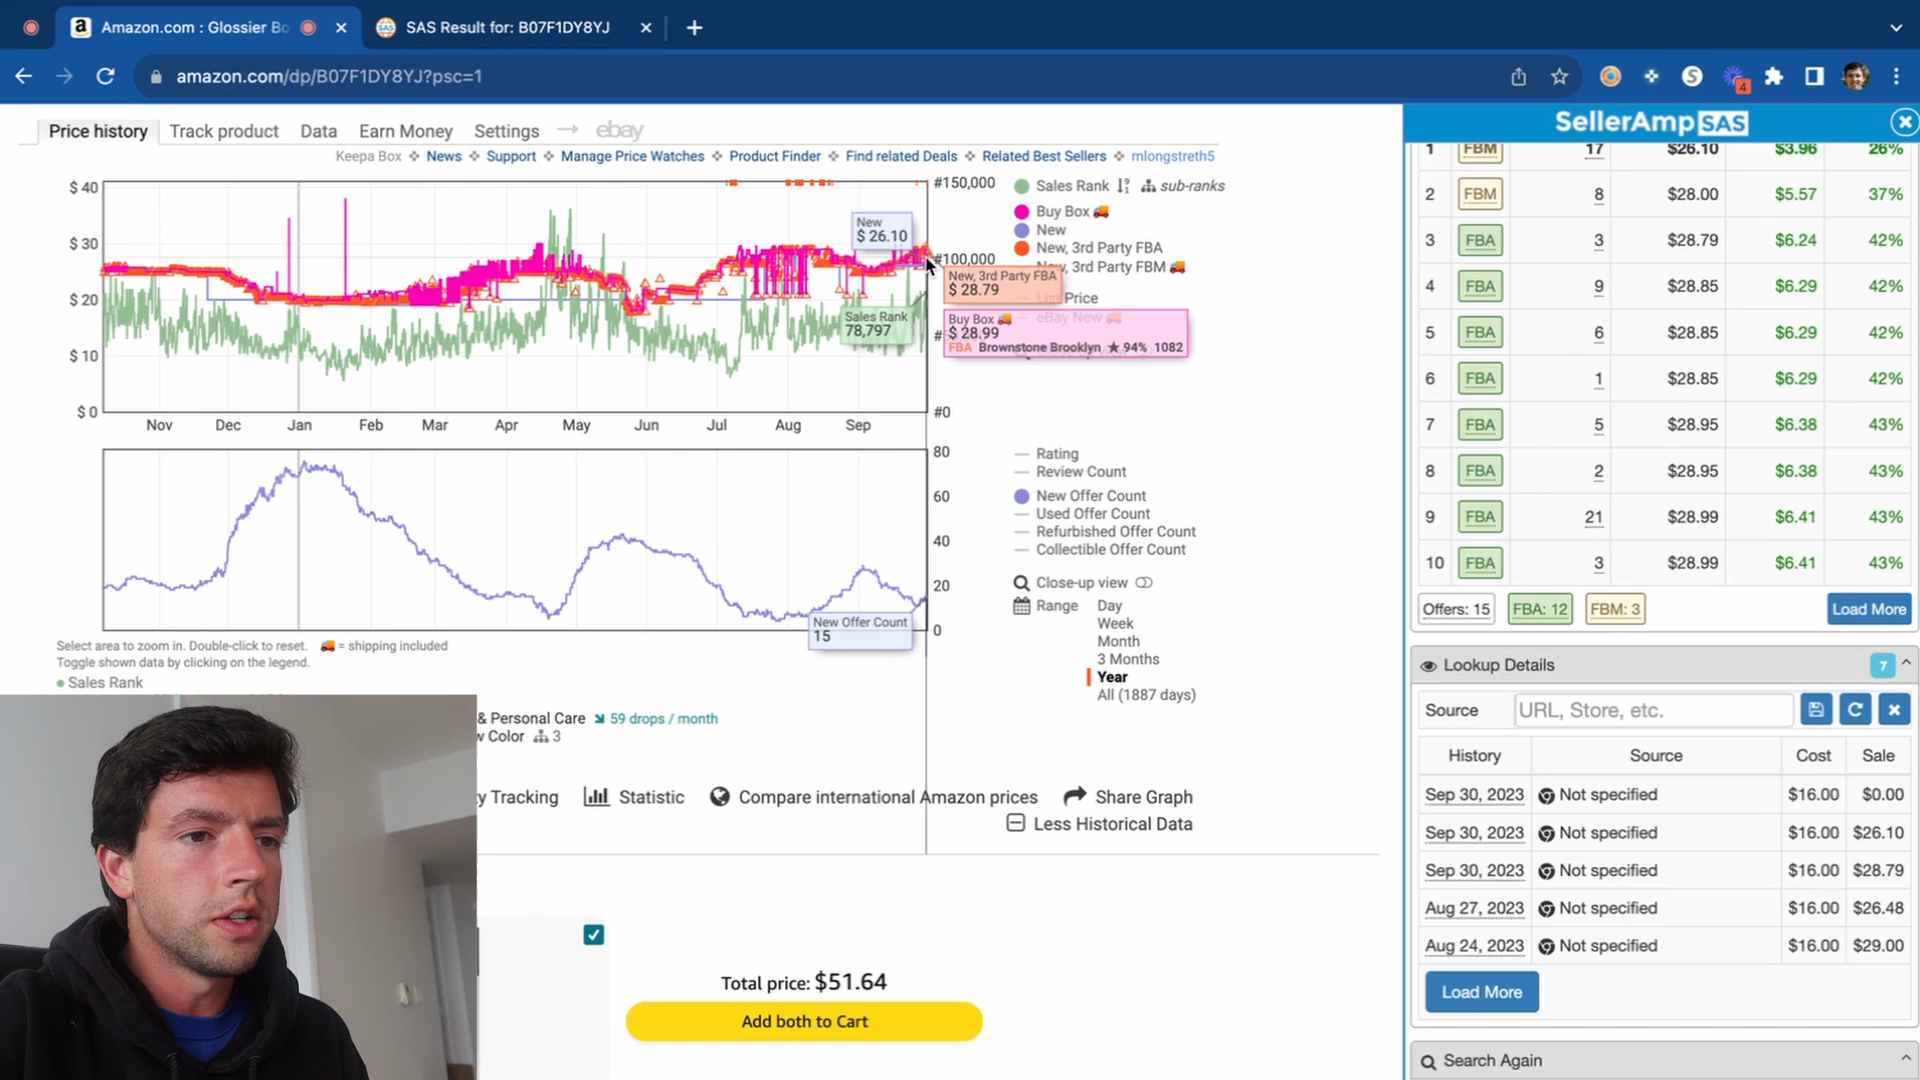 Amazon.com : Glossier Bo
SAS Result for: B07F1DY8YJ
amazon.com/dp/B07F1DY8YJ?psc=1
4
Price history
Track product
Data
Earn Money
Settings
ebay
Keepa Box
News
Support
Manage Price Watches
Product Finder
Find related Deals
Related Best Sellers
mlongstreth5
$ 40
$ 30
$ 20
$ 10
$ 0
#150,000
#100,000
#0
New
$ 26.10
New, 3rd Party FBA
$ 28.79
Sales Rank
78,797
Buy Box
$ 28.99
FBA Brownstone Brooklyn ★ 94% 1082
Nov
Dec
Jan
Feb
Mar
Apr
May
Jun
Jul
Aug
Sep
Sales Rank
sub-ranks
Buy Box
New
New, 3rd Party FBA
New, 3rd Party FBM
List Price
eBay New
80
60
40
20
0
New Offer Count
15
Rating
Review Count
New Offer Count
Used Offer Count
Refurbished Offer Count
Collectible Offer Count
Close-up view
Range
Day
Week
Month
3 Months
Year
All (1887 days)
Select area to zoom in. Double-click to reset. = shipping included
Toggle shown data by clicking on the legend.
Sales Rank
& Personal Care 59 drops / month
w Color 3
y Tracking
Statistic
Compare international Amazon prices
Share Graph
Less Historical Data
Total price: $51.64
Add both to Cart
SellerAmp SAS
1 FBM 17 $26.10 $3.96 26%
2 FBM 8 $28.00 $5.57 37%
3 FBA 3 $28.79 $6.24 42%
4 FBA 9 $28.85 $6.29 42%
5 FBA 6 $28.85 $6.29 42%
6 FBA 1 $28.85 $6.29 42%
7 FBA 5 $28.95 $6.38 43%
8 FBA 2 $28.95 $6.38 43%
9 FBA 21 $28.99 $6.41 43%
10 FBA 3 $28.99 $6.41 43%
Offers: 15 FBA: 12 FBM: 3 Load More
Lookup Details 7
Source URL, Store, etc.
History Source Cost Sale
Sep 30, 2023 Not specified $16.00 $0.00
Sep 30, 2023 Not specified $16.00 $26.10
Sep 30, 2023 Not specified $16.00 $28.79
Aug 27, 2023 Not specified $16.00 $26.48
Aug 24, 2023 Not specified $16.00 $29.00
Load More
Search Again